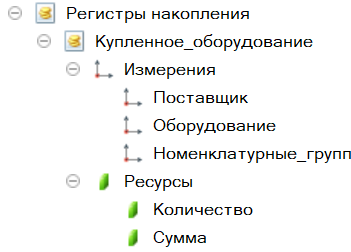 Регистры накопления
Купленное_оборудование
Измерения
Поставщик
Оборудование
Номенклатурные_групп
Ресурсы
Количество
Сумма